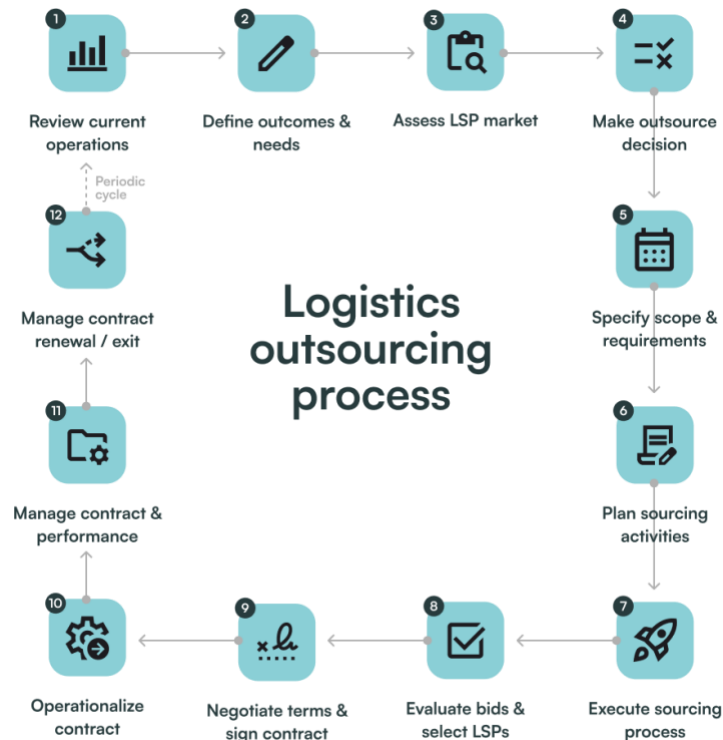 1
2
3
4
Review current
operations
Define outcomes &
needs
Assess LSP market
Make outsource
decision
Periodic
cycle
12
5
Manage contract
renewal / exit
Logistics
outsourcing
process
Specify scope &
requirements
11
6
Manage contract &
performance
Plan sourcing
activities
10
9
8
7
Operationalize
contract
Negotiate terms &
sign contract
Evaluate bids &
select LSPs
Execute sourcing
process